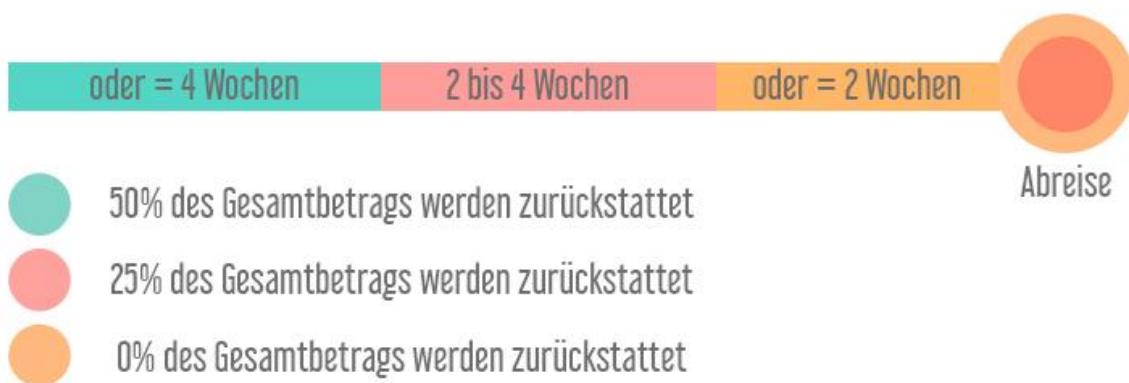 oder = 4 Wochen 2 bis 4 Wochen oder = 2 Wochen
Abreise
50% des Gesamtbetrags werden zurückstattet
25% des Gesamtbetrags werden zurückstattet
0% des Gesamtbetrags werden zurückstattet